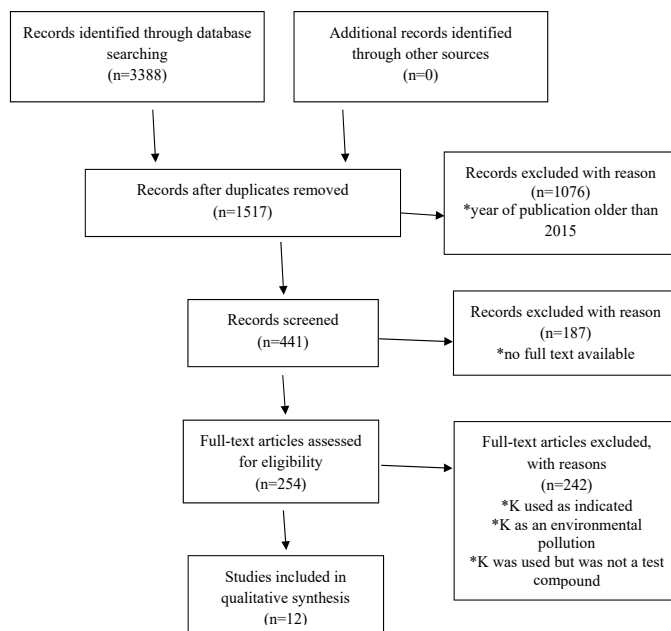 Records identified through database
searching
(n=3388)
Additional records identified
through other sources
(n=0)
Records after duplicates removed
(n=1517)
Records excluded with reason
(n=1076)
*year of publication older than
2015
Records screened
(n=441)
Records excluded with reason
(n=187)
*no full text available
Full-text articles assessed
for eligibility
(n=254)
Full-text articles excluded,
with reasons
(n=242)
*K used as indicated
*K as an environmental
pollution
*K was used but was not a test
compound
Studies included in
qualitative synthesis
(n=12)